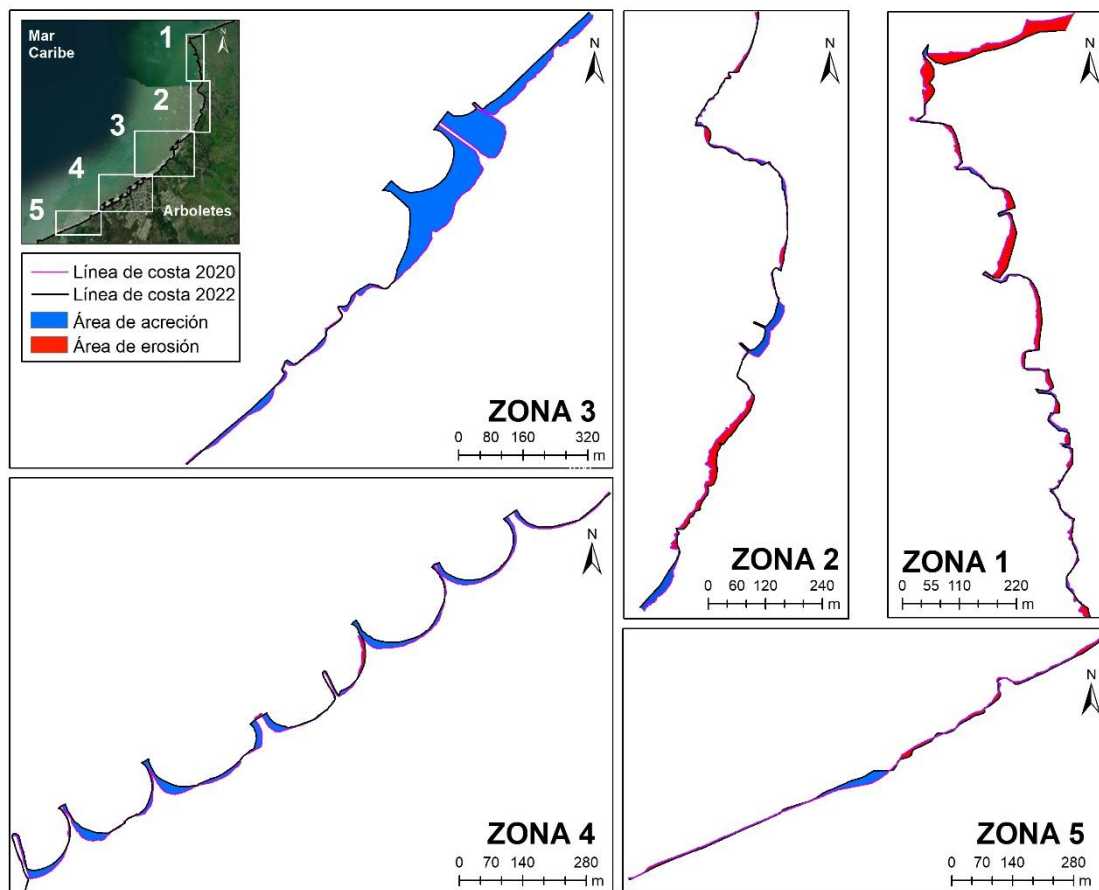 Mar
Caribe
1
2
3
4
5
N
Arboletes
Línea de costa 2020
Línea de costa 2022
Área de acreción
Área de erosión
N
ZONA 3
0 80 160 320
m
N
ZONA 2
0 60 120 240
m
N
ZONA 1
0 55 110 220
m
N
ZONA 4
0 70 140 280
m
N
ZONA 5
0 70 140 280
m